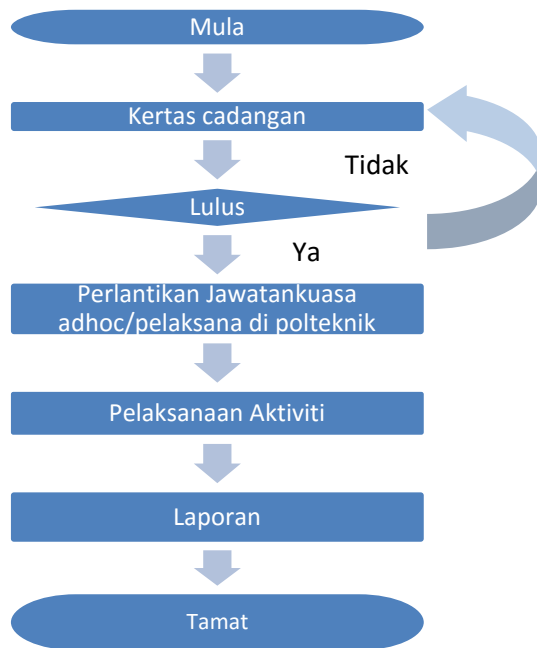 Mula
Kertas cadangan
Tidak
Lulus
Ya
Perlantikan Jawatankuasa
adhoc/pelaksana di polteknik
Pelaksanaan Aktiviti
Laporan
Tamat